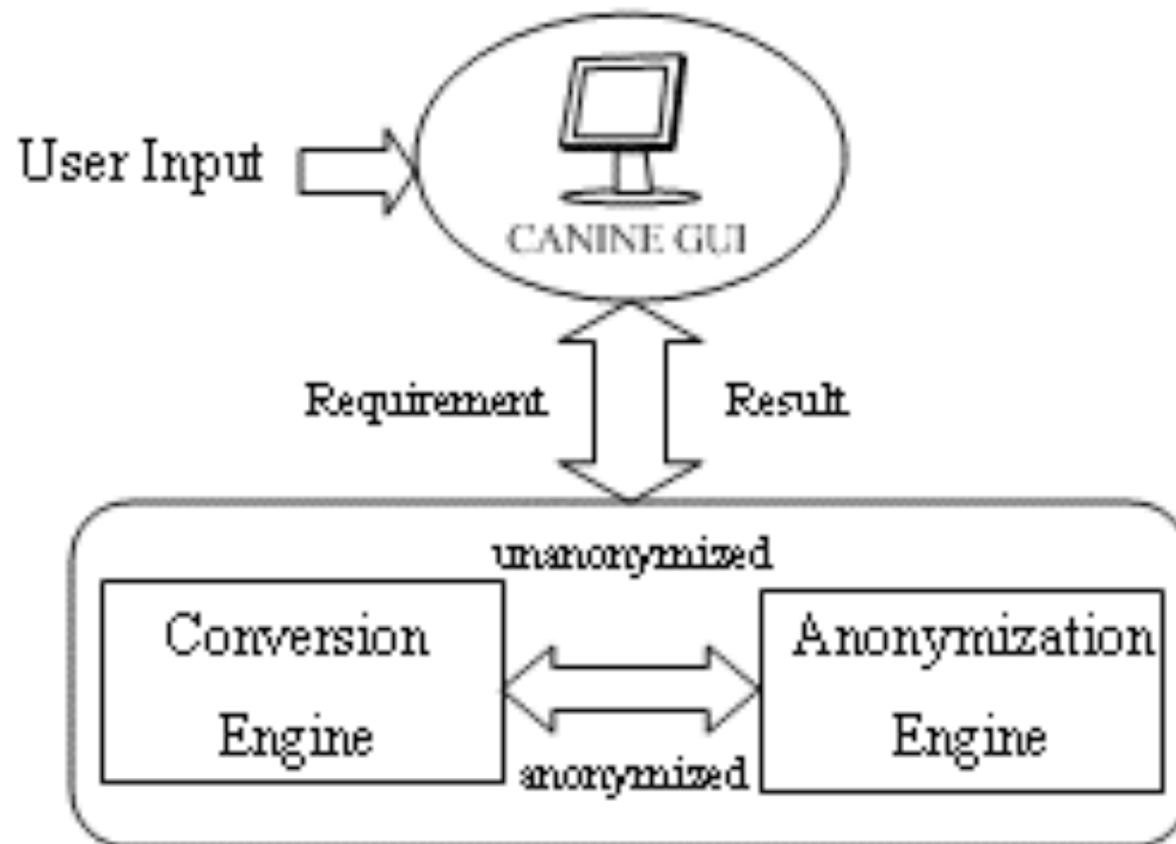 User Input
CANINE GUI
Requirement
Result
unanonymized
Conversion
Engine
Anonymization
Engine
anonymized